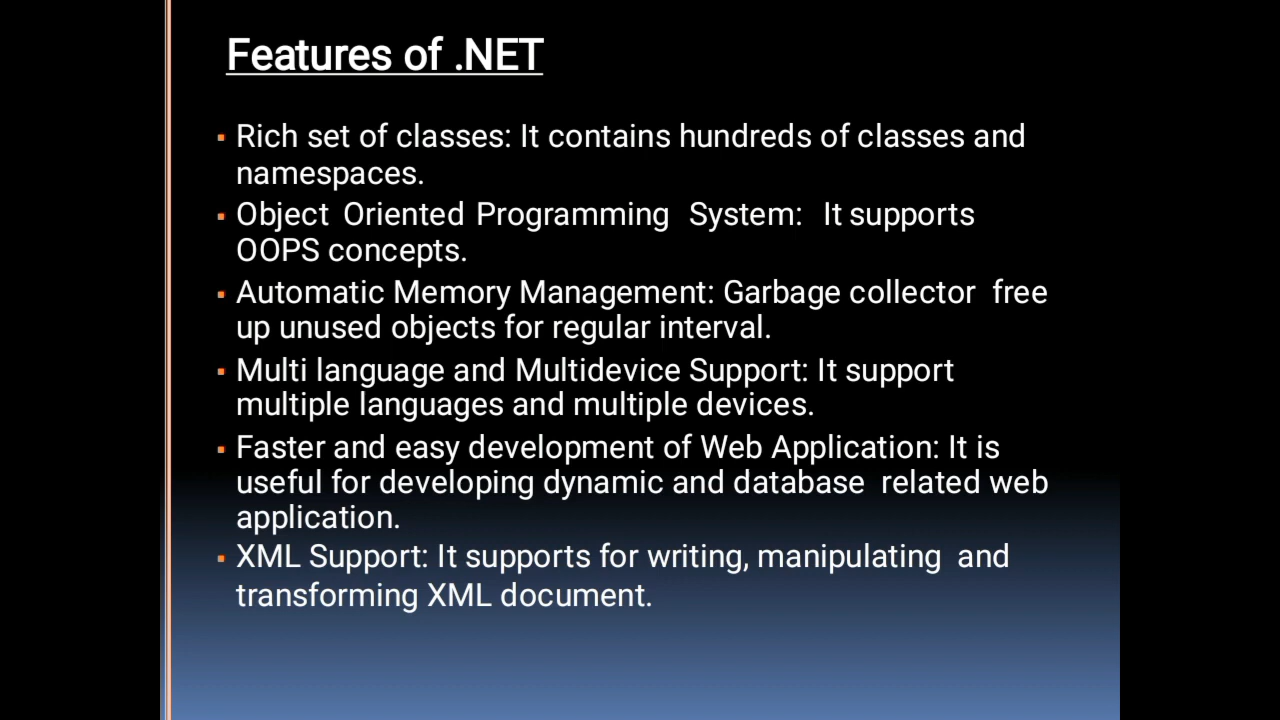 Features of .NET
Rich set of classes: It contains hundreds of classes and
namespaces.
Object Oriented Programming System: It supports
OOPS concepts.
Automatic Memory Management: Garbage collector free
up unused objects for regular interval.
Multi language and Multidevice Support: It support
multiple languages and multiple devices.
Faster and easy development of Web Application: It is
useful for developing dynamic and database related web
application.
XML Support: It supports for writing, manipulating and
transforming XML document.